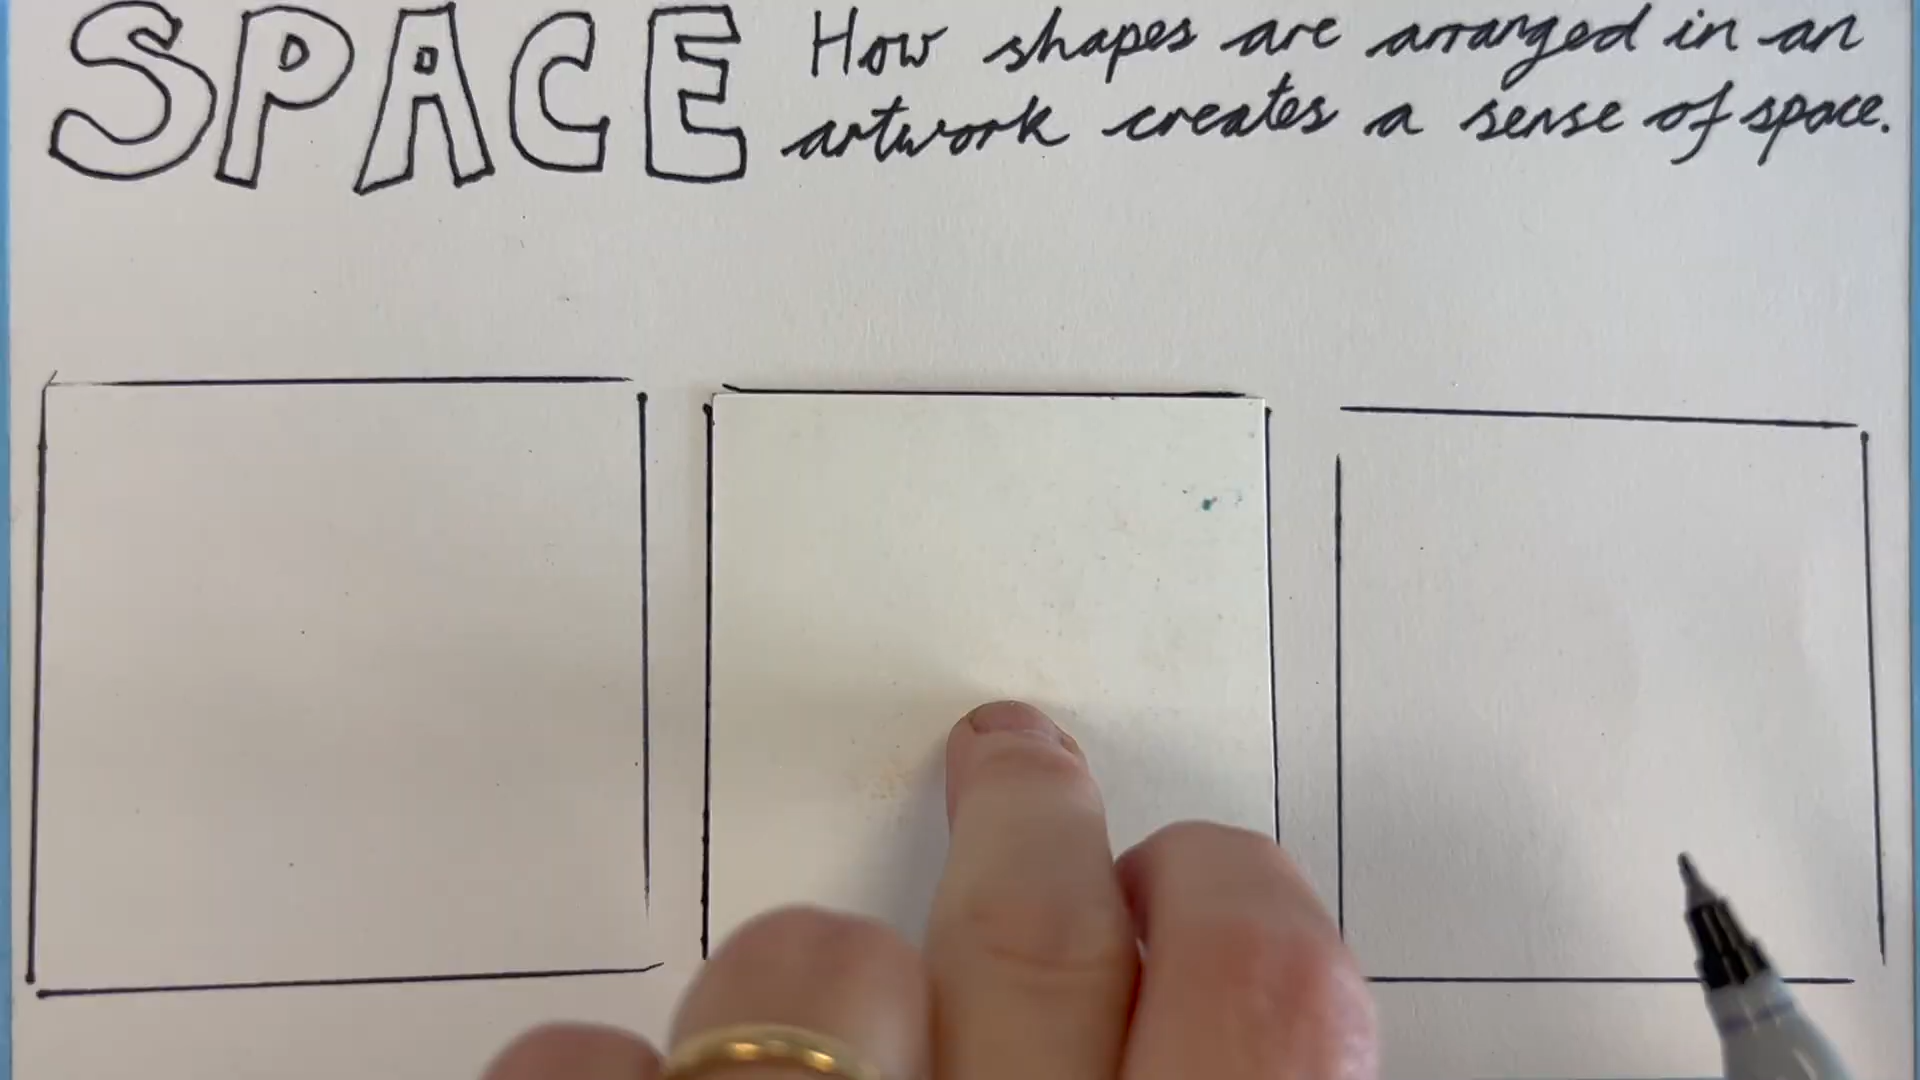 SPACE
How shapes are arranged in an
artwork creates a sense of space.